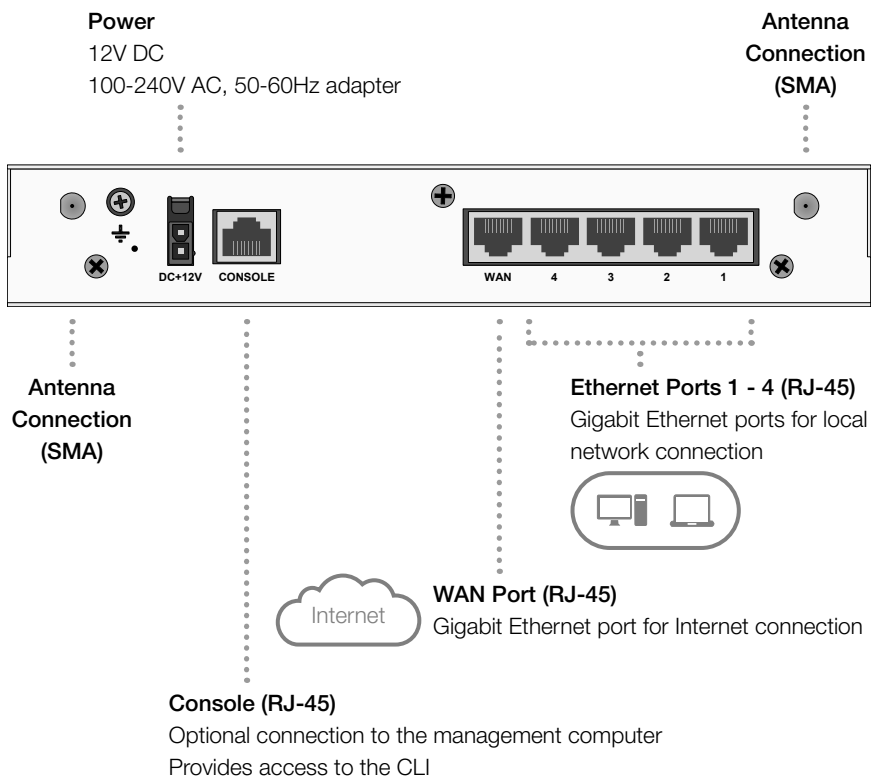 Power
12V DC
100-240V AC, 50-60Hz adapter
Antenna
Connection
(SMA)
DC+12V
CONSOLE
WAN
4
3
2
1
Antenna
Connection
(SMA)
Ethernet Ports 1 - 4 (RJ-45)
Gigabit Ethernet ports for local
network connection
Internet
WAN Port (RJ-45)
Gigabit Ethernet port for Internet connection
Console (RJ-45)
Optional connection to the management computer
Provides access to the CLI